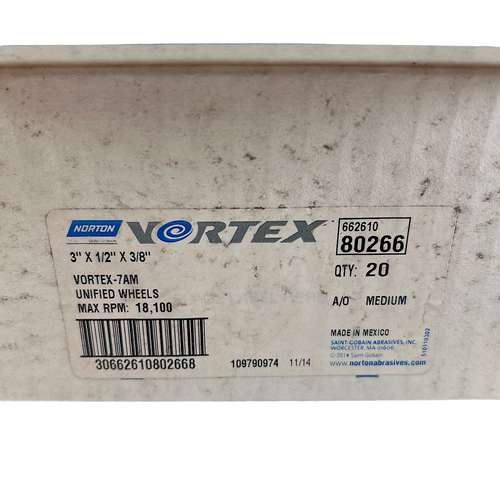 NORTON
SAINT-GOBAIN
VORTEX
662610
80266
3" X 1/2" X 3/8"
QTY: 20
VORTEX-7AM
UNIFIED WHEELS
A/O MEDIUM
MAX RPM: 18,100
MADE IN MEXICO
SAINT-GOBAIN ABRASIVES, INC
WORCESTER, MA 01606
© 2014 Saint-Gobain
30662610802668
109790974 11/14
www.nortonabrasives.com